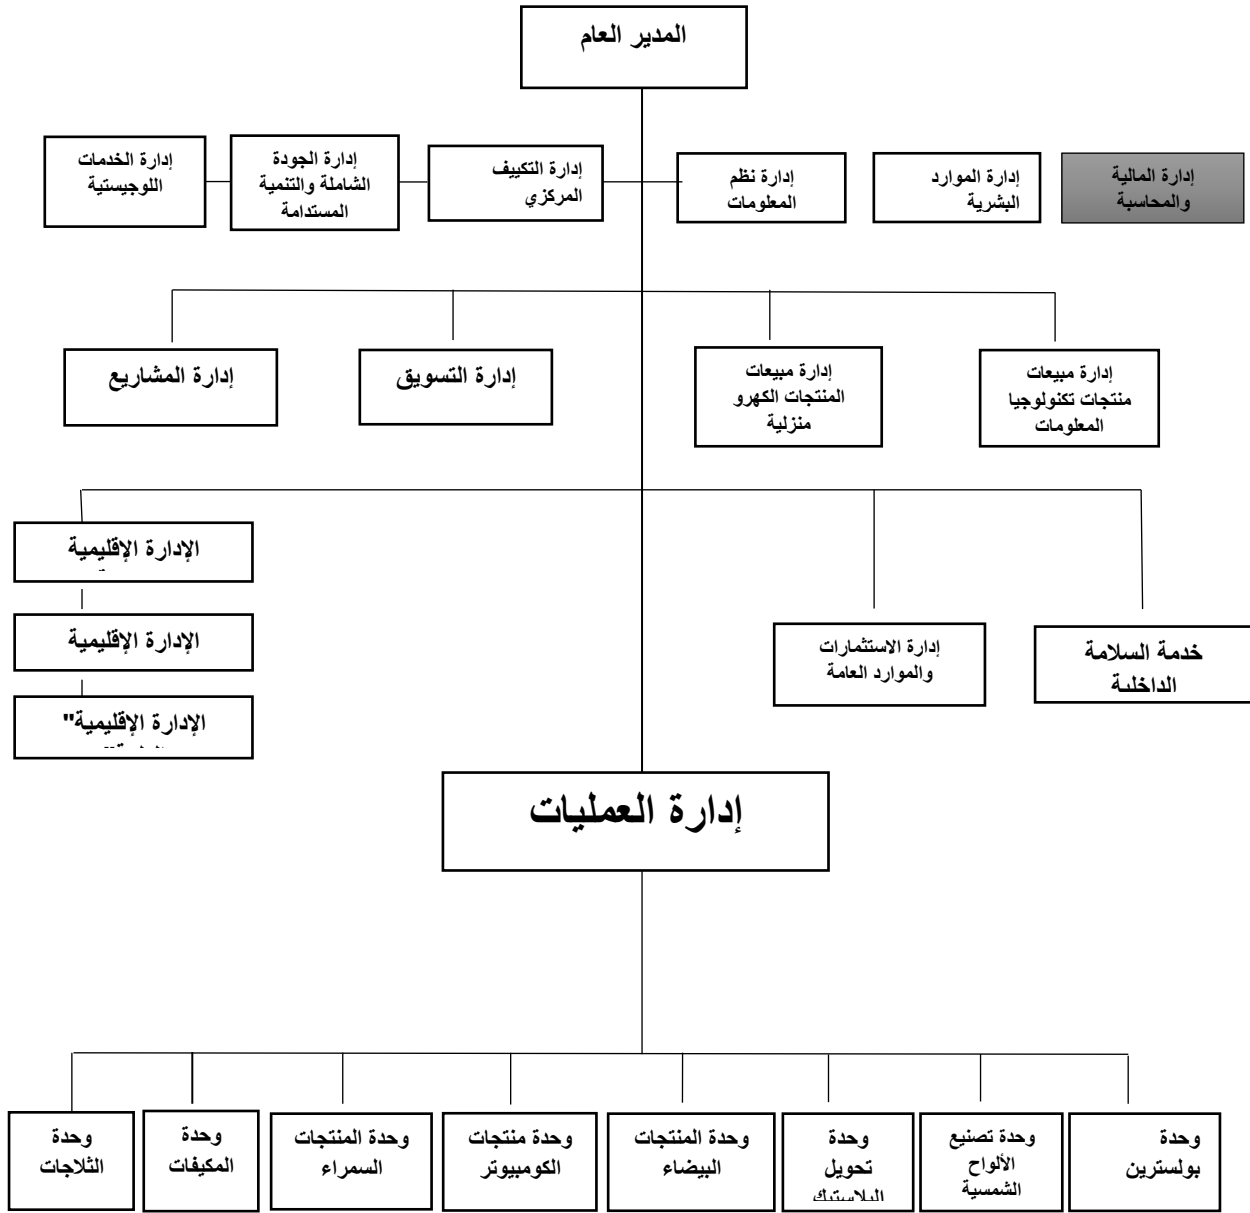 المدير العام
إدارة المالية
والمحاسبة
إدارة الموارد
البشرية
إدارة نظم
المعلومات
إدارة التكييف
المركزي
إدارة الجودة
الشاملة والتنمية
المستدامة
إدارة الخدمات
اللوجيستية
إدارة مبيعات
منتجات تكنولوجيا
المعلومات
إدارة مبيعات
المنتجات الكهرو
منزلية
إدارة التسويق
إدارة المشاريع
الإدارة الإقليمية
الإدارة الإقليمية
الإدارة الإقليمية"
خدمة السلامة
الداخلية
إدارة الاستثمارات
والموارد العامة
إدارة العمليات
وحدة
بولسترين
وحدة تصنيع
الألواح
الشمسية
وحدة
تحويل
البلاستيك
وحدة المنتجات
البيضاء
وحدة منتجات
الكومبيوتر
وحدة المنتجات
السمراء
وحدة
المكيفات
وحدة
الثلاجات